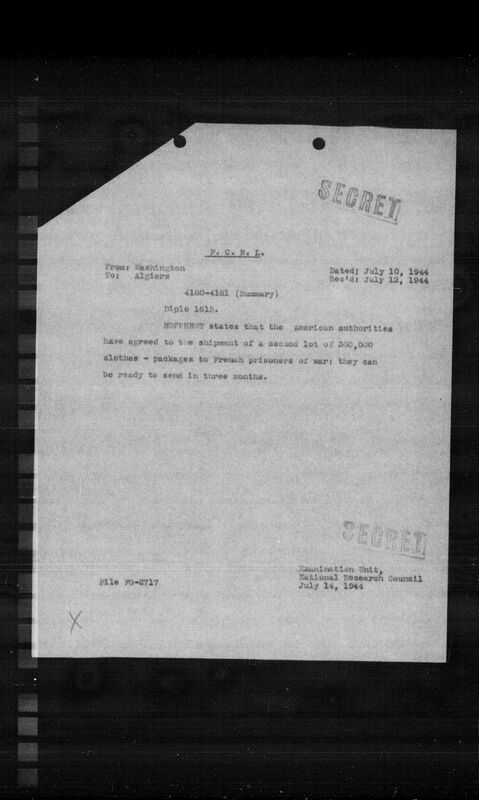 SECRET
F. C. N. L.
From: Washington
To: Algiers
Dated: July 10, 1944
Rec'd: July 12, 1944
4180-4181 (Summary)
Diplo 1615.
HOPPENOT states that the American authorities
have agreed to the shipment of a second lot of 300,000
clothes - packages to French prisoners of war: they can
be ready to send in three months.
SECRET
Examination Unit,
National Research Council
July 14, 1944
File FG-2717
X